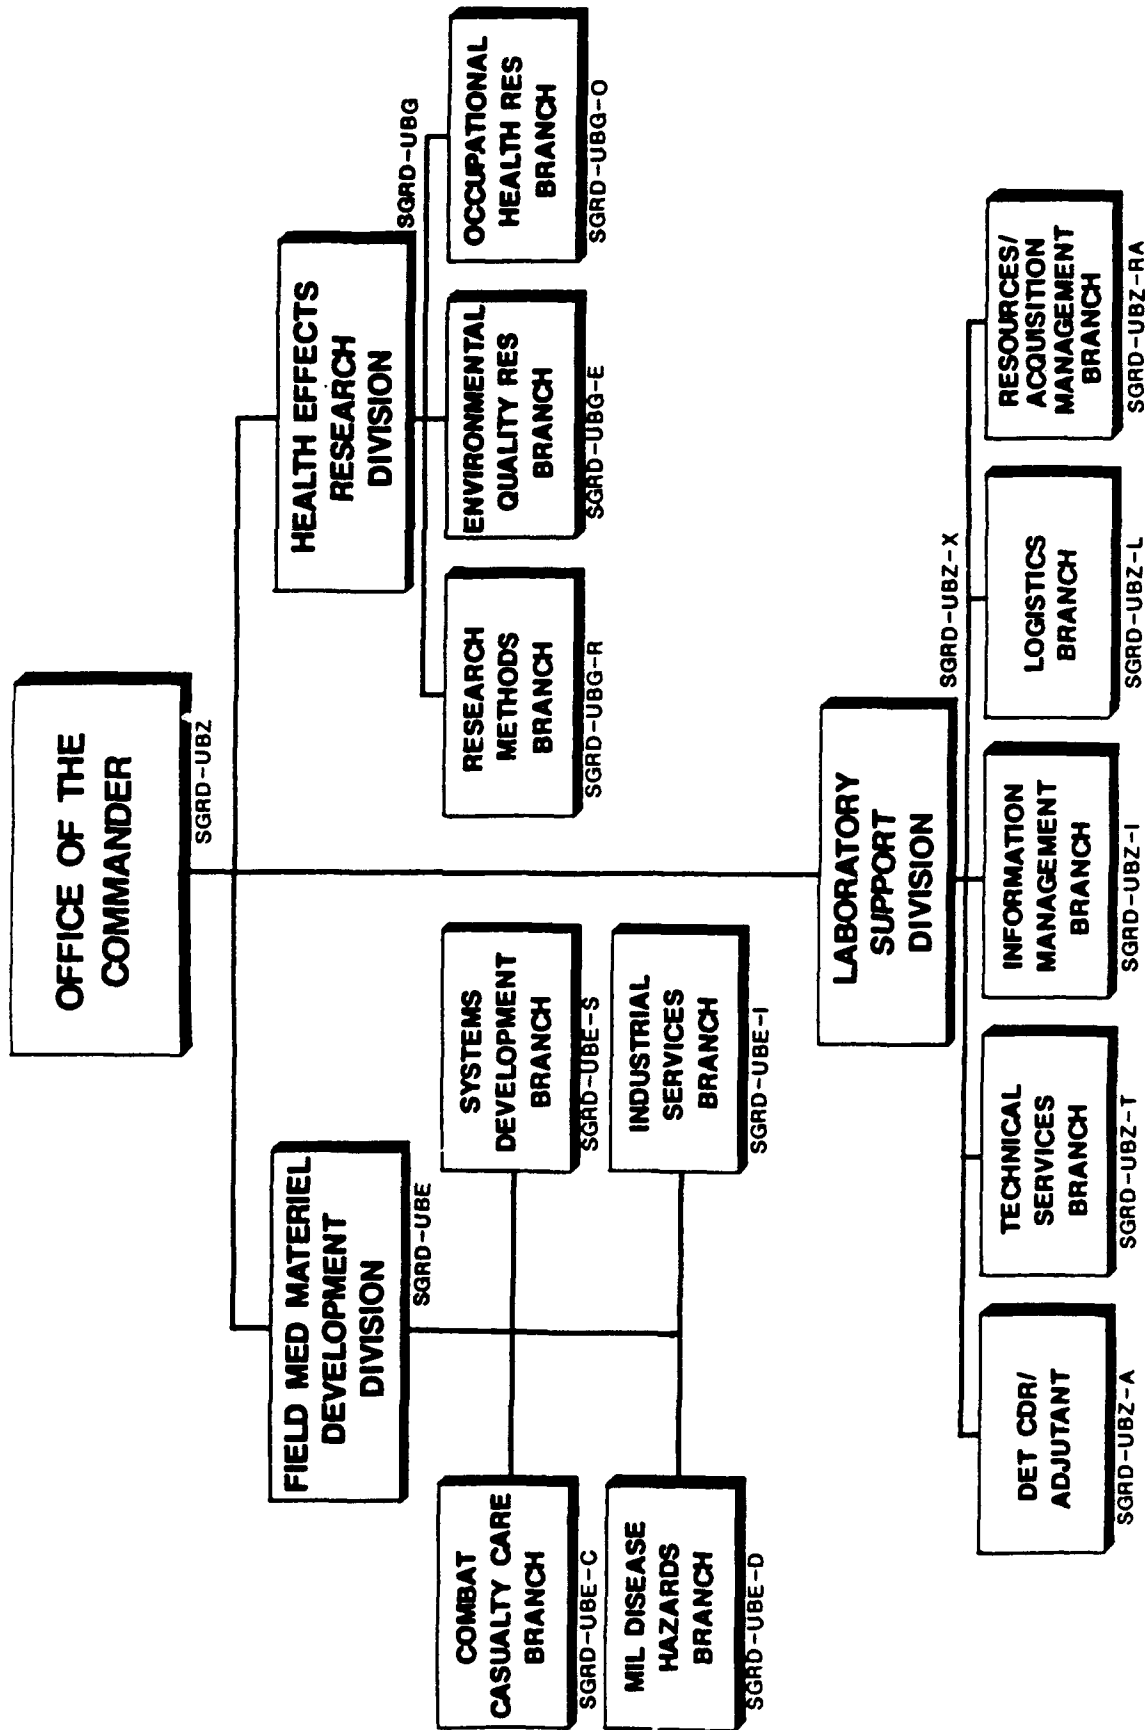 OFFICE OF THE
COMMANDER
SGRD-UBZ
FIELD MED MATERIEL
DEVELOPMENT
DIVISION
SGRD-UBE
HEALTH EFFECTS
RESEARCH
DIVISION
SGRD-UBG
COMBAT
CASUALTY CARE
BRANCH
SGRD-UBE-C
SYSTEMS
DEVELOPMENT
BRANCH
SGRD-UBE-S
MIL DISEASE
HAZARDS
BRANCH
SGRD-UBE-D
INDUSTRIAL
SERVICES
BRANCH
SGRD-UBE-I
RESEARCH
METHODS
BRANCH
SGRD-UBG-R
ENVIRONMENTAL
QUALITY RES
BRANCH
SGRD-UBG-E
OCCUPATIONAL
HEALTH RES
BRANCH
SGRD-UBG-O
LABORATORY
SUPPORT
DIVISION
SGRD-UBZ-X
DET CDR/
ADJUTANT
SGRD-UBZ-A
TECHNICAL
SERVICES
BRANCH
SGRD-UBZ-T
INFORMATION
MANAGEMENT
BRANCH
SGRD-UBZ-I
LOGISTICS
BRANCH
SGRD-UBZ-L
RESOURCES/
ACQUISITION
MANAGEMENT
BRANCH
SGRD-UBZ-RA